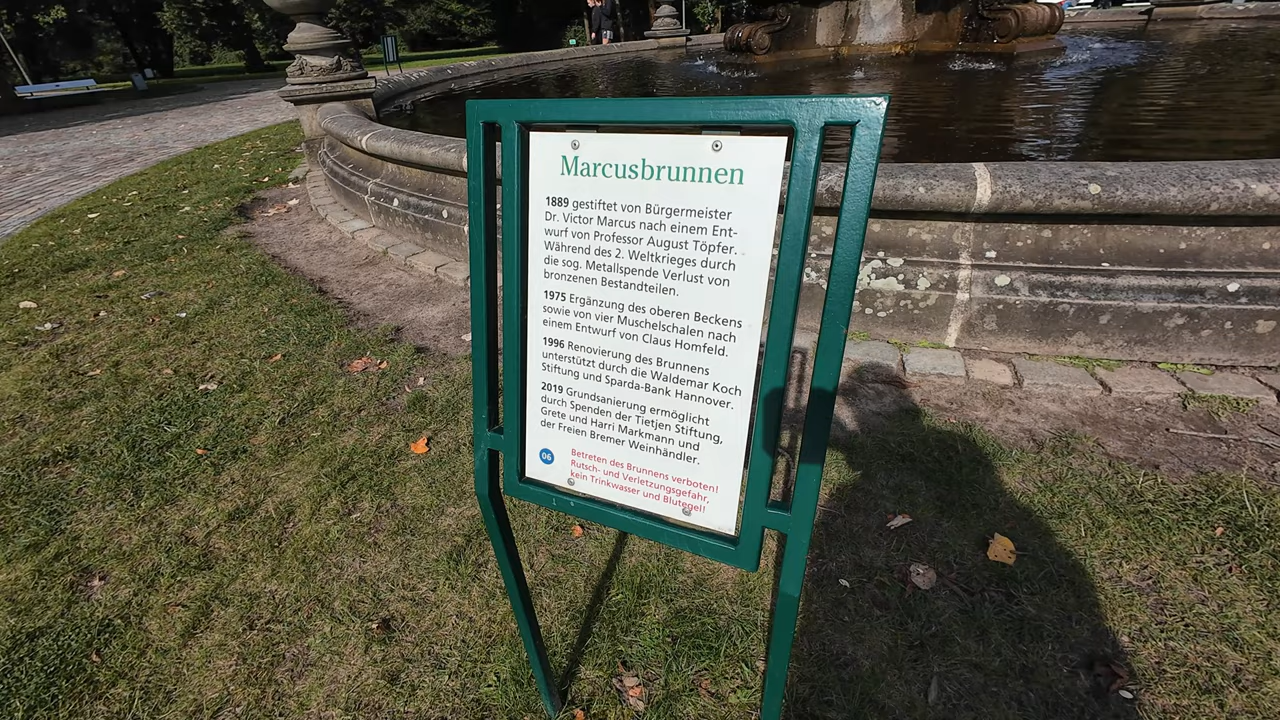 Marcusbrunnen
1889 gestiftet von Bürgermeister
Dr. Victor Marcus nach einem Ent-
wurf von Professor August Töpfer.
Während des 2. Weltkrieges durch
die sog. Metallspende Verlust von
bronzenen Bestandteilen.
1975 Ergänzung des oberen Beckens
sowie von vier Muschelschalen nach
einem Entwurf von Claus Homfeld.
1996 Renovierung des Brunnens
unterstützt durch die Waldemar Koch
Stiftung und Sparda-Bank Hannover.
2019 Grundsanierung ermöglicht
durch Spenden der Tietjen Stiftung,
Grete und Harri Markmann und
der Freien Bremer Weinhändler.
06
Betreten des Brunnens verboten!
Rutsch- und Verletzungsgefahr,
kein Trinkwasser und Blutegel!